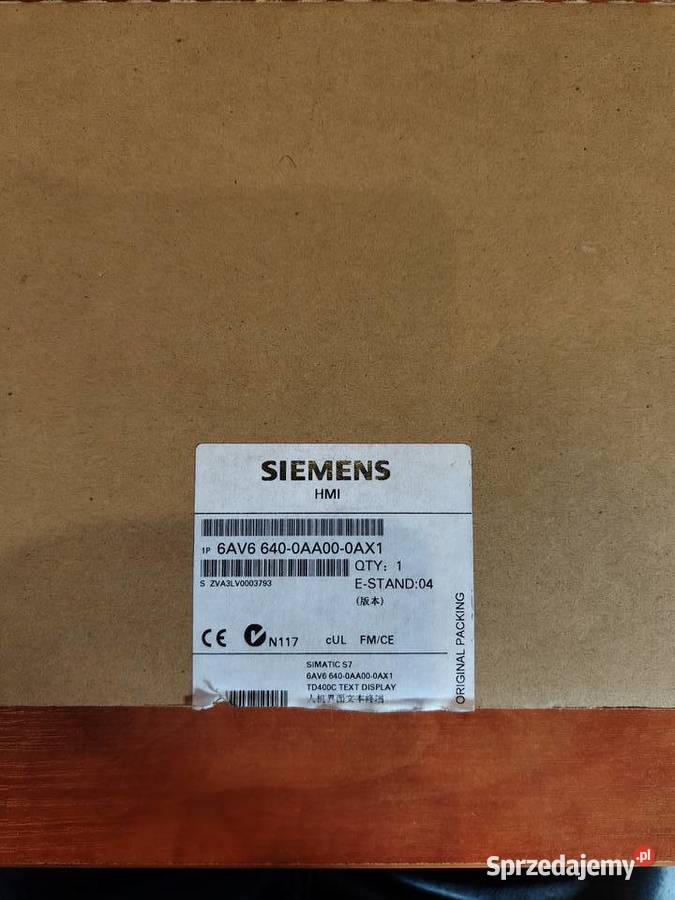 SIEMENS
HMI
1P 6AV6 640-0AA00-0AX1
QTY: 1
S ZVA3LV0003793
E-STAND:04
(版本)
CE N117 cUL FM/CE
SIMATIC S7
6AV6 640-0AA00-0AX1
TD400C TEXT DISPLAY
人机界面文本终端
ORIGINAL PACKING
Sprzedajemy.pl